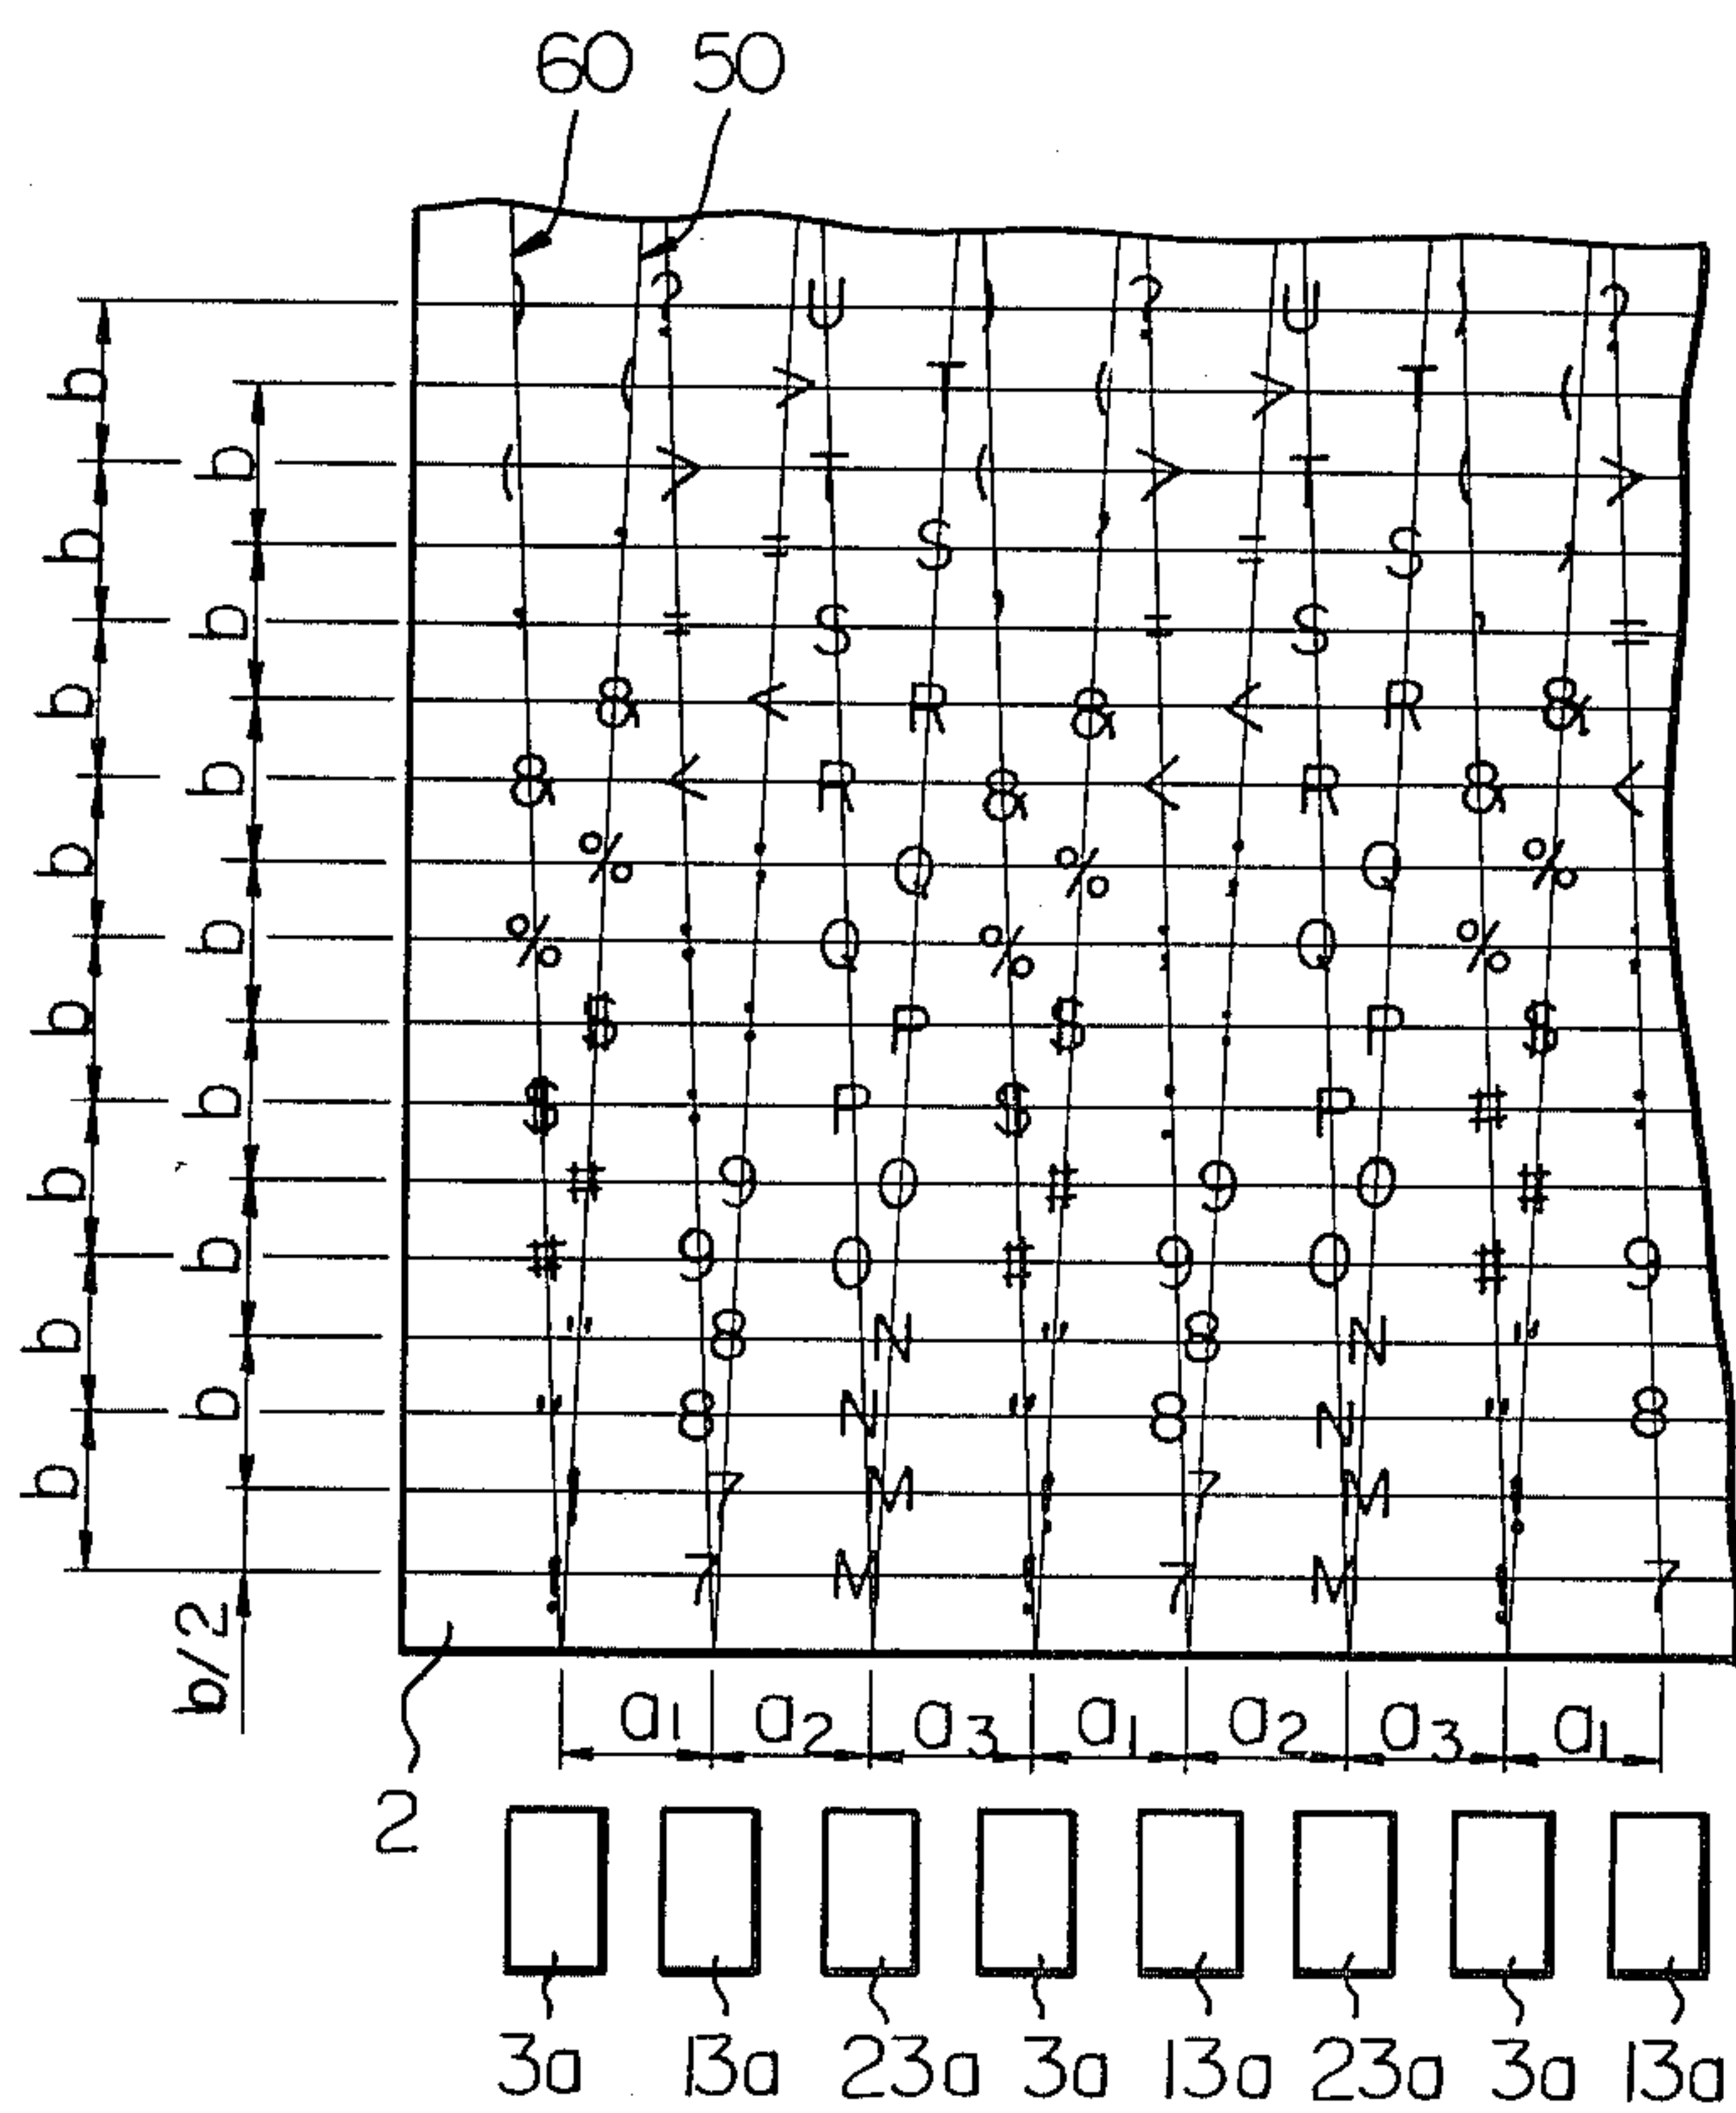 60 50
) ? U ) ? U ) ?
b ( > T ( > T (
b ( > T ( > T ( >
b ' = S ' = S '
b ' = S ' = S ' =
b & < R & < R &
b & < R & < R & <
b % ; Q % ; Q %
b % ; Q % ; Q % ;
b $ : P $ : P $
b $ : P $ : P # :
b # 9 O # 9 O #
b # 9 O # 9 O # 9
b " 8 N " 8 N "
b " 8 N " 8 N " 8
b ! 7 M ! 7 M !
! 7 M ! 7 M ! 7
b/2
a1 a2 a3 a1 a2 a3 a1
2
3a 13a 23a 3a 13a 23a 3a 13a